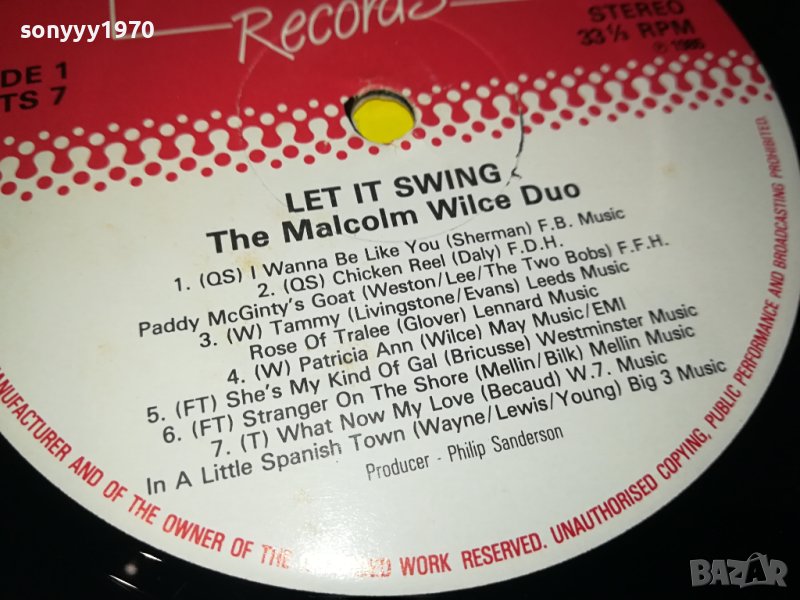 sonyyy1970
Records
STEREO
33⅓ RPM
℗ 1986
DE 1
TS 7
LET IT SWING
The Malcolm Wilce Duo
1. (QS) I Wanna Be Like You (Sherman) F.B. Music
2. (QS) Chicken Reel (Daly) F.D.H.
Paddy McGinty's Goat (Weston/Lee/The Two Bobs) F.F.H.
3. (W) Tammy (Livingstone/Evans) Leeds Music
Rose Of Tralee (Glover) Lennard Music
4. (W) Patricia Ann (Wilce) May Music/EMI
5. (FT) She's My Kind Of Gal (Bricusse) Westminster Music
6. (FT) Stranger On The Shore (Mellin/Bilk) Mellin Music
7. (T) What Now My Love (Becaud) W.7. Music
In A Little Spanish Town (Wayne/Lewis/Young) Big 3 Music
Producer - Philip Sanderson
MANUFACTURER AND OF THE OWNER OF THE WORK RESERVED. UNAUTHORISED COPYING, PUBLIC PERFORMANCE AND BROADCASTING PROHIBITED.
BAZAR